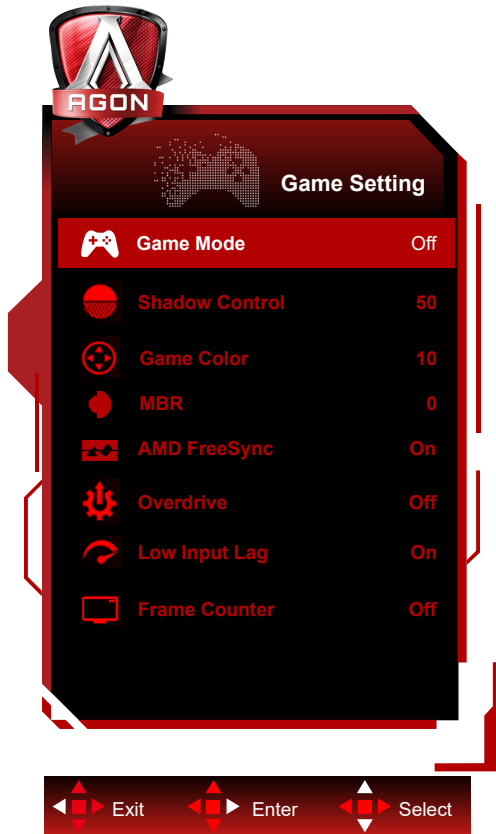 AGON
Game Setting
Game Mode Off
Shadow Control 50
Game Color 10
MBR 0
AMD FreeSync On
Overdrive Off
Low Input Lag On
Frame Counter Off
Exit Enter Select